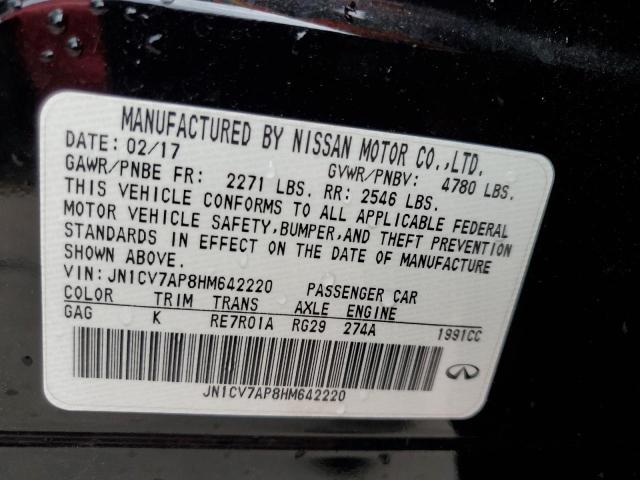 MANUFACTURED BY NISSAN MOTOR CO.,LTD.
DATE: 02/17 GVWR/PNBV: 4780 LBS.
GAWR/PNBE FR: 2271 LBS. RR: 2546 LBS.
THIS VEHICLE CONFORMS TO ALL APPLICABLE FEDERAL
MOTOR VEHICLE SAFETY,BUMPER,AND THEFT PREVENTION
STANDARDS IN EFFECT ON THE DATE OF MANUFACTURE
SHOWN ABOVE.
VIN: JN1CV7AP8HM642220 PASSENGER CAR
COLOR TRIM TRANS AXLE ENGINE
GAG K RE7R01A RG29 274A 1991CC
JN1CV7AP8HM642220